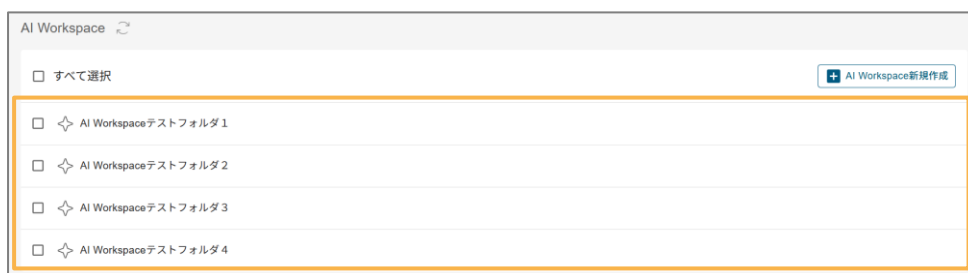 AI Workspace
すべて選択
AI Workspace新規作成
AI Workspaceテストフォルダ１
AI Workspaceテストフォルダ２
AI Workspaceテストフォルダ３
AI Workspaceテストフォルダ４